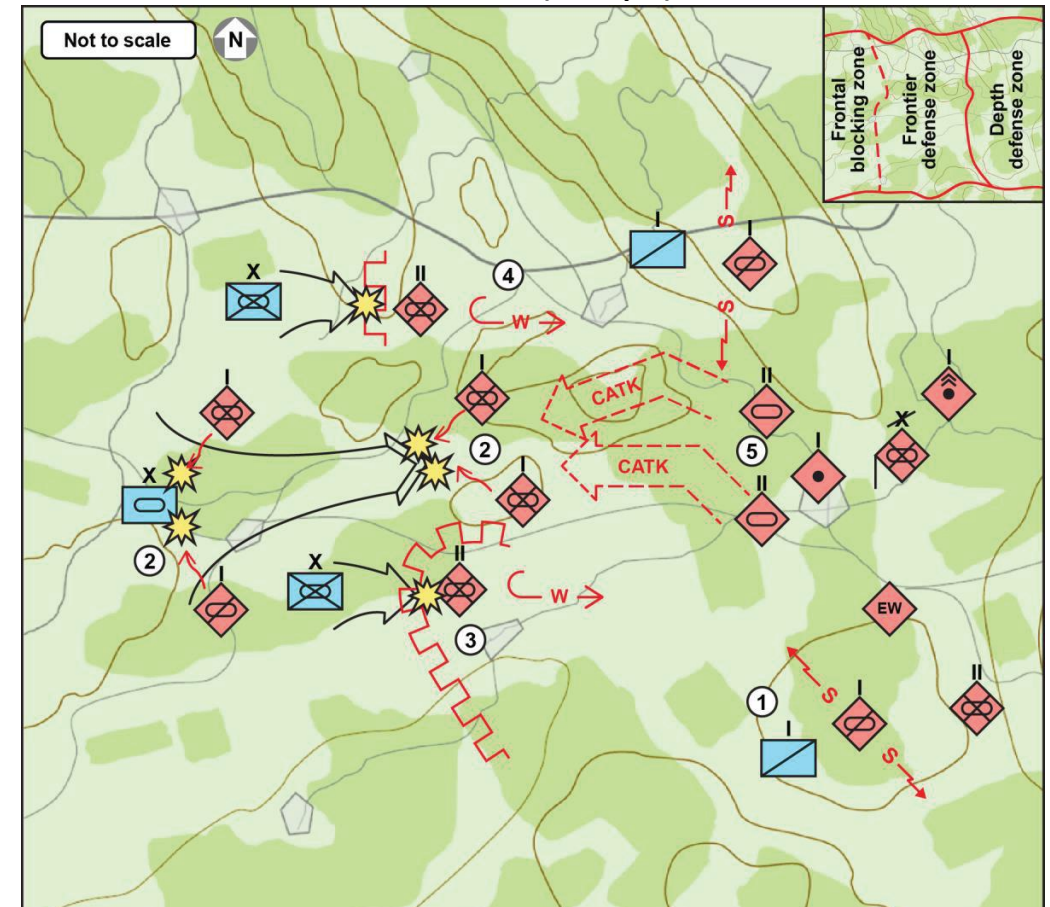 Not to scale
N
Frontal
blocking zone
Frontier
defense zone
Depth
defense zone
S
I
I
4
X
II
W
S
I
I
I
II
CATK
X
2
5
I
CATK
X
I
II
2
X
II
W
I
3
EW
1
I
S
I
II
S